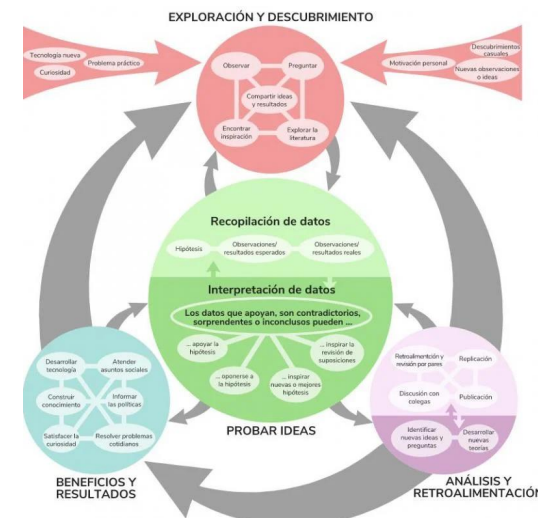 EXPLORACIÓN Y DESCUBRIMIENTO
Tecnología nueva
Problema práctico
Curiosidad
Descubrimientos
casuales
Motivación personal
Nuevas observaciones
o ideas
Observar
Preguntar
Compartir ideas
y resultados
Encontrar
inspiración
Explorar la
literatura
Recopilación de datos
Hipótesis
Observaciones/
resultados esperados
Observaciones/
resultados reales
Interpretación de datos
Los datos que apoyan, son contradictorios,
sorprendentes o inconclusos pueden ...
... apoyar la
hipótesis
... oponerse a
la hipótesis
... inspirar
nuevas o mejores
hipótesis
... inspirar la
revisión de
suposiciones
PROBAR IDEAS
Desarrollar
tecnología
Atender
asuntos sociales
Construir
conocimiento
Informar
las políticas
Satisfacer la
curiosidad
Resolver problemas
cotidianos
BENEFICIOS Y
RESULTADOS
Retroalimentción y
revisión por pares
Replicación
Discusión con
colegas
Publicación
Identificar
nuevas ideas y
preguntas
Desarrollar
nuevas
teorías
ANÁLISIS Y
RETROALIMENTACIÓN